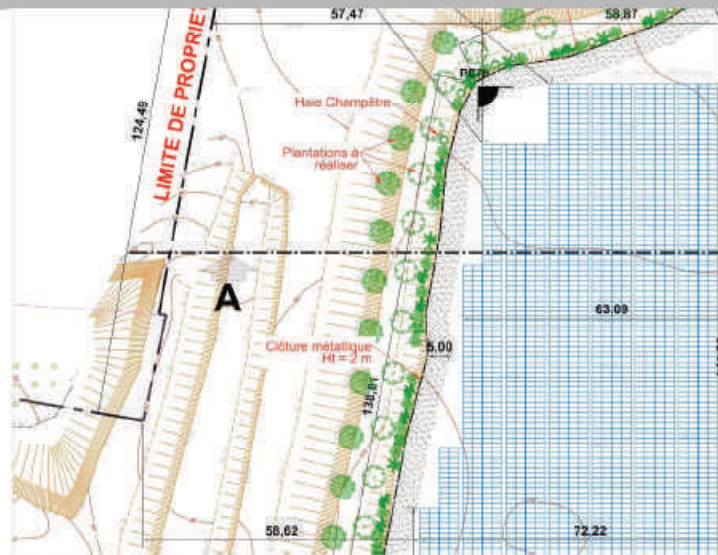 57,47
58,87
124,49
LIMITE DE PROPRIE
Haie Champêtre
Plantations à
réaliser
A
63.09
Clôture métallique
Ht = 2 m
5.00
138,81
58,62
72,22